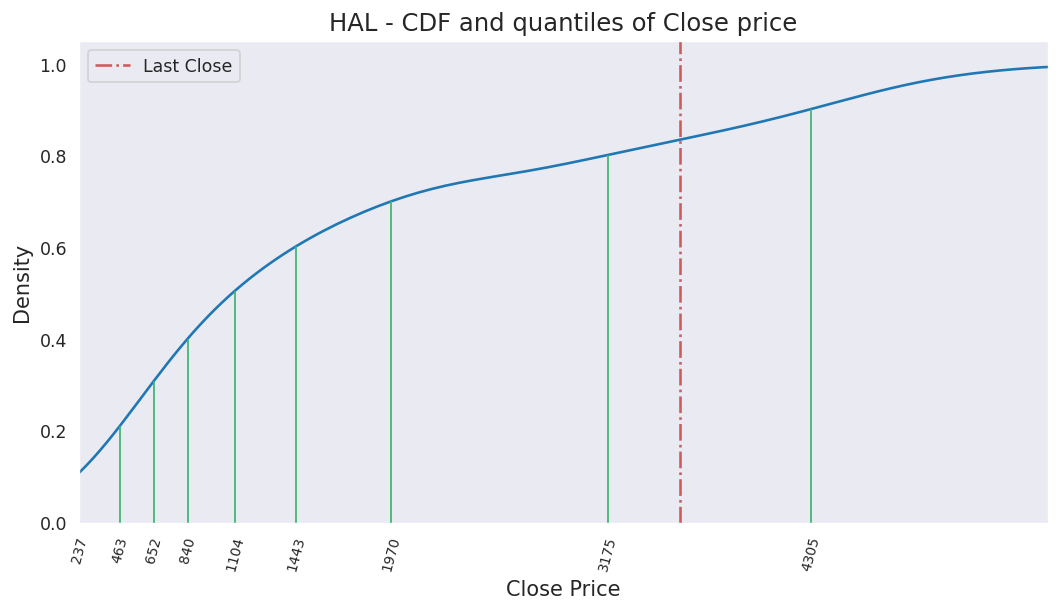 HAL - CDF and quantiles of Close price
Last Close
1.0
0.8
0.6
0.4
0.2
0.0
Density
237 463 652 840 1104 1443 1970 3175 4305
Close Price